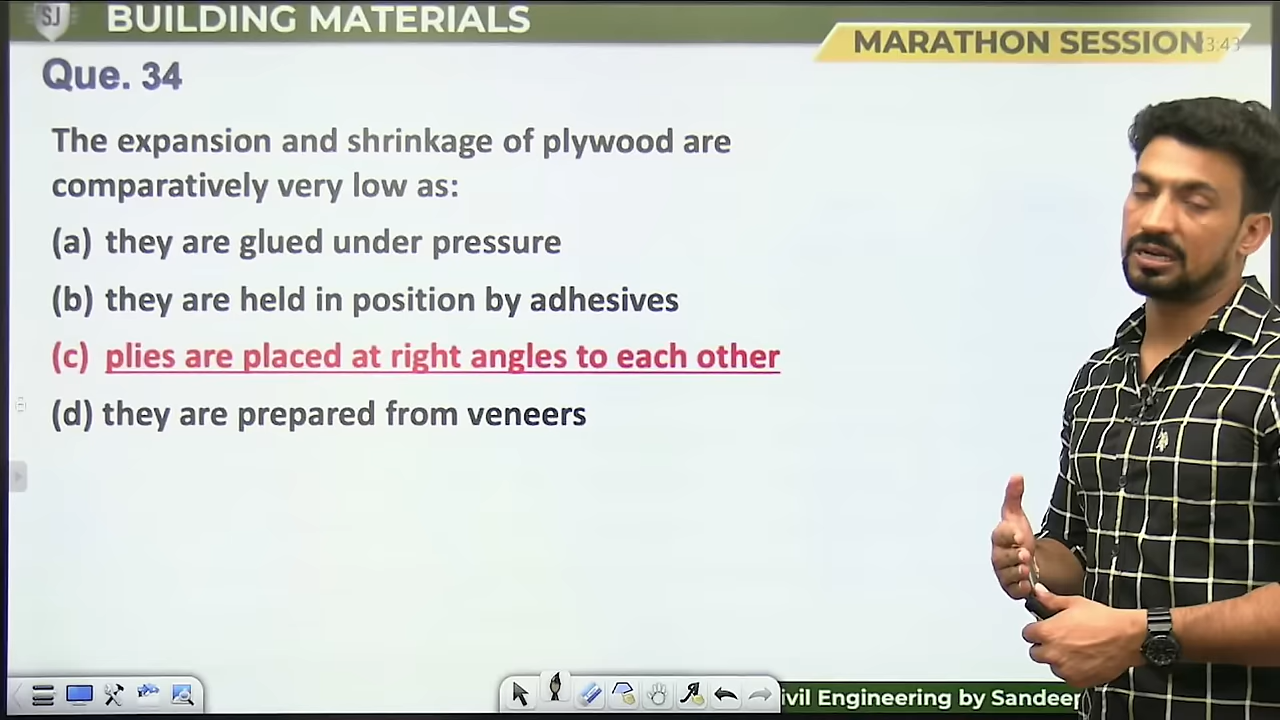 SJ
BUILDING MATERIALS
MARATHON SESSION
3:43
Que. 34
The expansion and shrinkage of plywood are
comparatively very low as:
(a) they are glued under pressure
(b) they are held in position by adhesives
(c) plies are placed at right angles to each other
(d) they are prepared from veneers
ivil Engineering by Sandeep